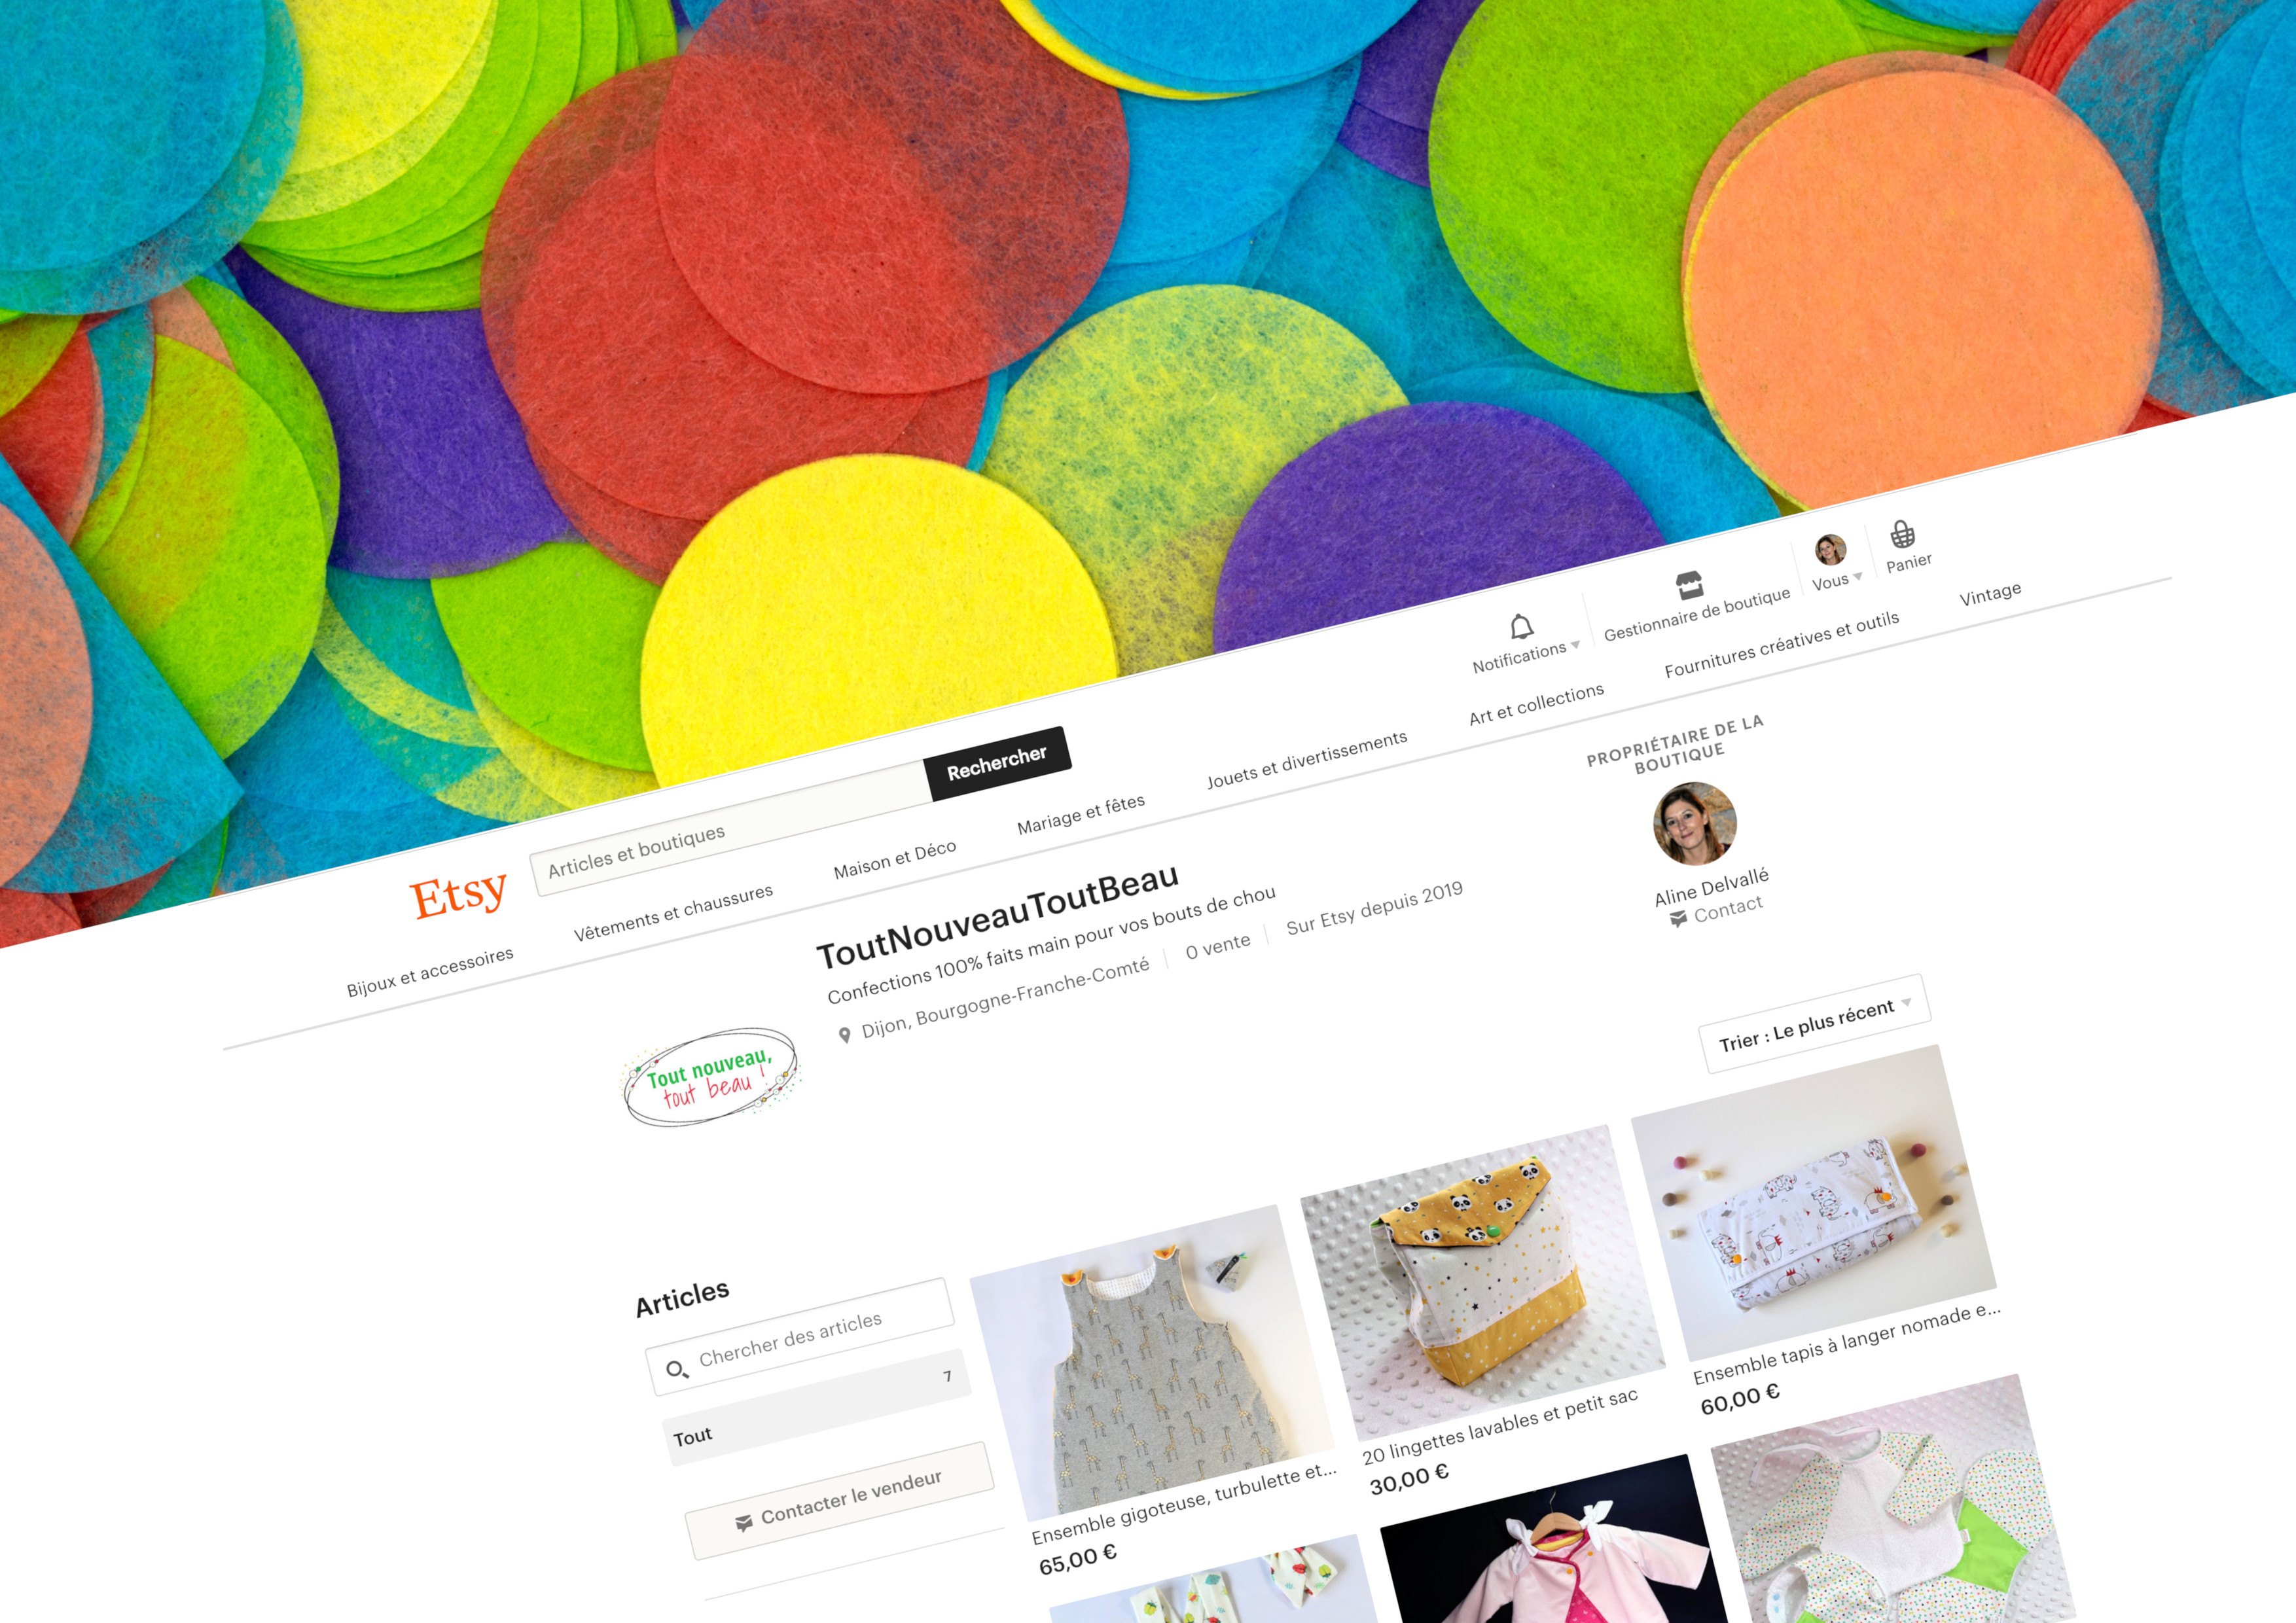 Notifications
Gestionnaire de boutique
Vous
Panier
Etsy
Articles et boutiques
Rechercher
Bijoux et accessoires
Vêtements et chaussures
Maison et Déco
Mariage et fêtes
Jouets et divertissements
Art et collections
Fournitures créatives et outils
Vintage
Tout nouveau,
tout beau !
ToutNouveauToutBeau
Confections 100% faits main pour vos bouts de chou
Dijon, Bourgogne-Franche-Comté
0 vente
Sur Etsy depuis 2019
PROPRIÉTAIRE DE LA
BOUTIQUE
Aline Delvallé
Contact
Trier : Le plus récent
Articles
Chercher des articles
Tout
7
Contacter le vendeur
Ensemble gigoteuse, turbulette et...
65,00 €
20 lingettes lavables et petit sac
30,00 €
Ensemble tapis à langer nomade e...
60,00 €